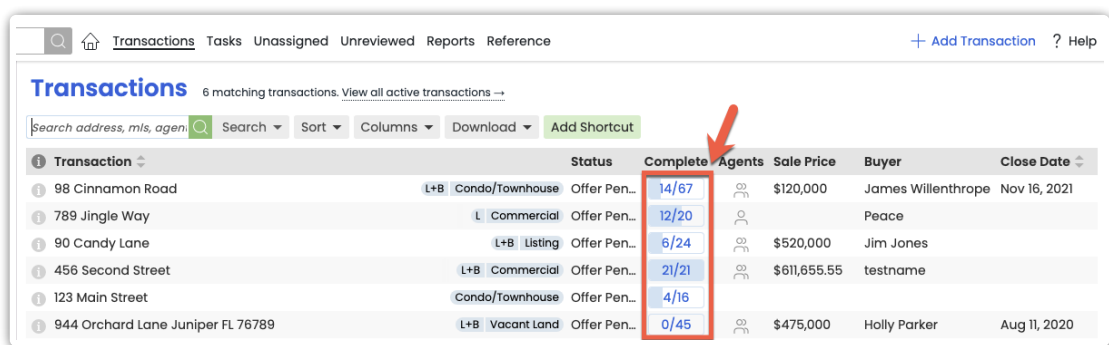 Transactions Tasks Unassigned Unreviewed Reports Reference + Add Transaction ? Help
Transactions 6 matching transactions. View all active transactions →
Search address, mls, agen Search Sort Columns Download Add Shortcut
Transaction Status Complete Agents Sale Price Buyer Close Date
98 Cinnamon Road L+B Condo/Townhouse Offer Pen... 14/67 $120,000 James Willenthrope Nov 16, 2021
789 Jingle Way L Commercial Offer Pen... 12/20 Peace
90 Candy Lane L+B Listing Offer Pen... 6/24 $520,000 Jim Jones
456 Second Street L+B Commercial Offer Pen... 21/21 $611,655.55 testname
123 Main Street Condo/Townhouse Offer Pen... 4/16
944 Orchard Lane Juniper FL 76789 L+B Vacant Land Offer Pen... 0/45 $475,000 Holly Parker Aug 11, 2020